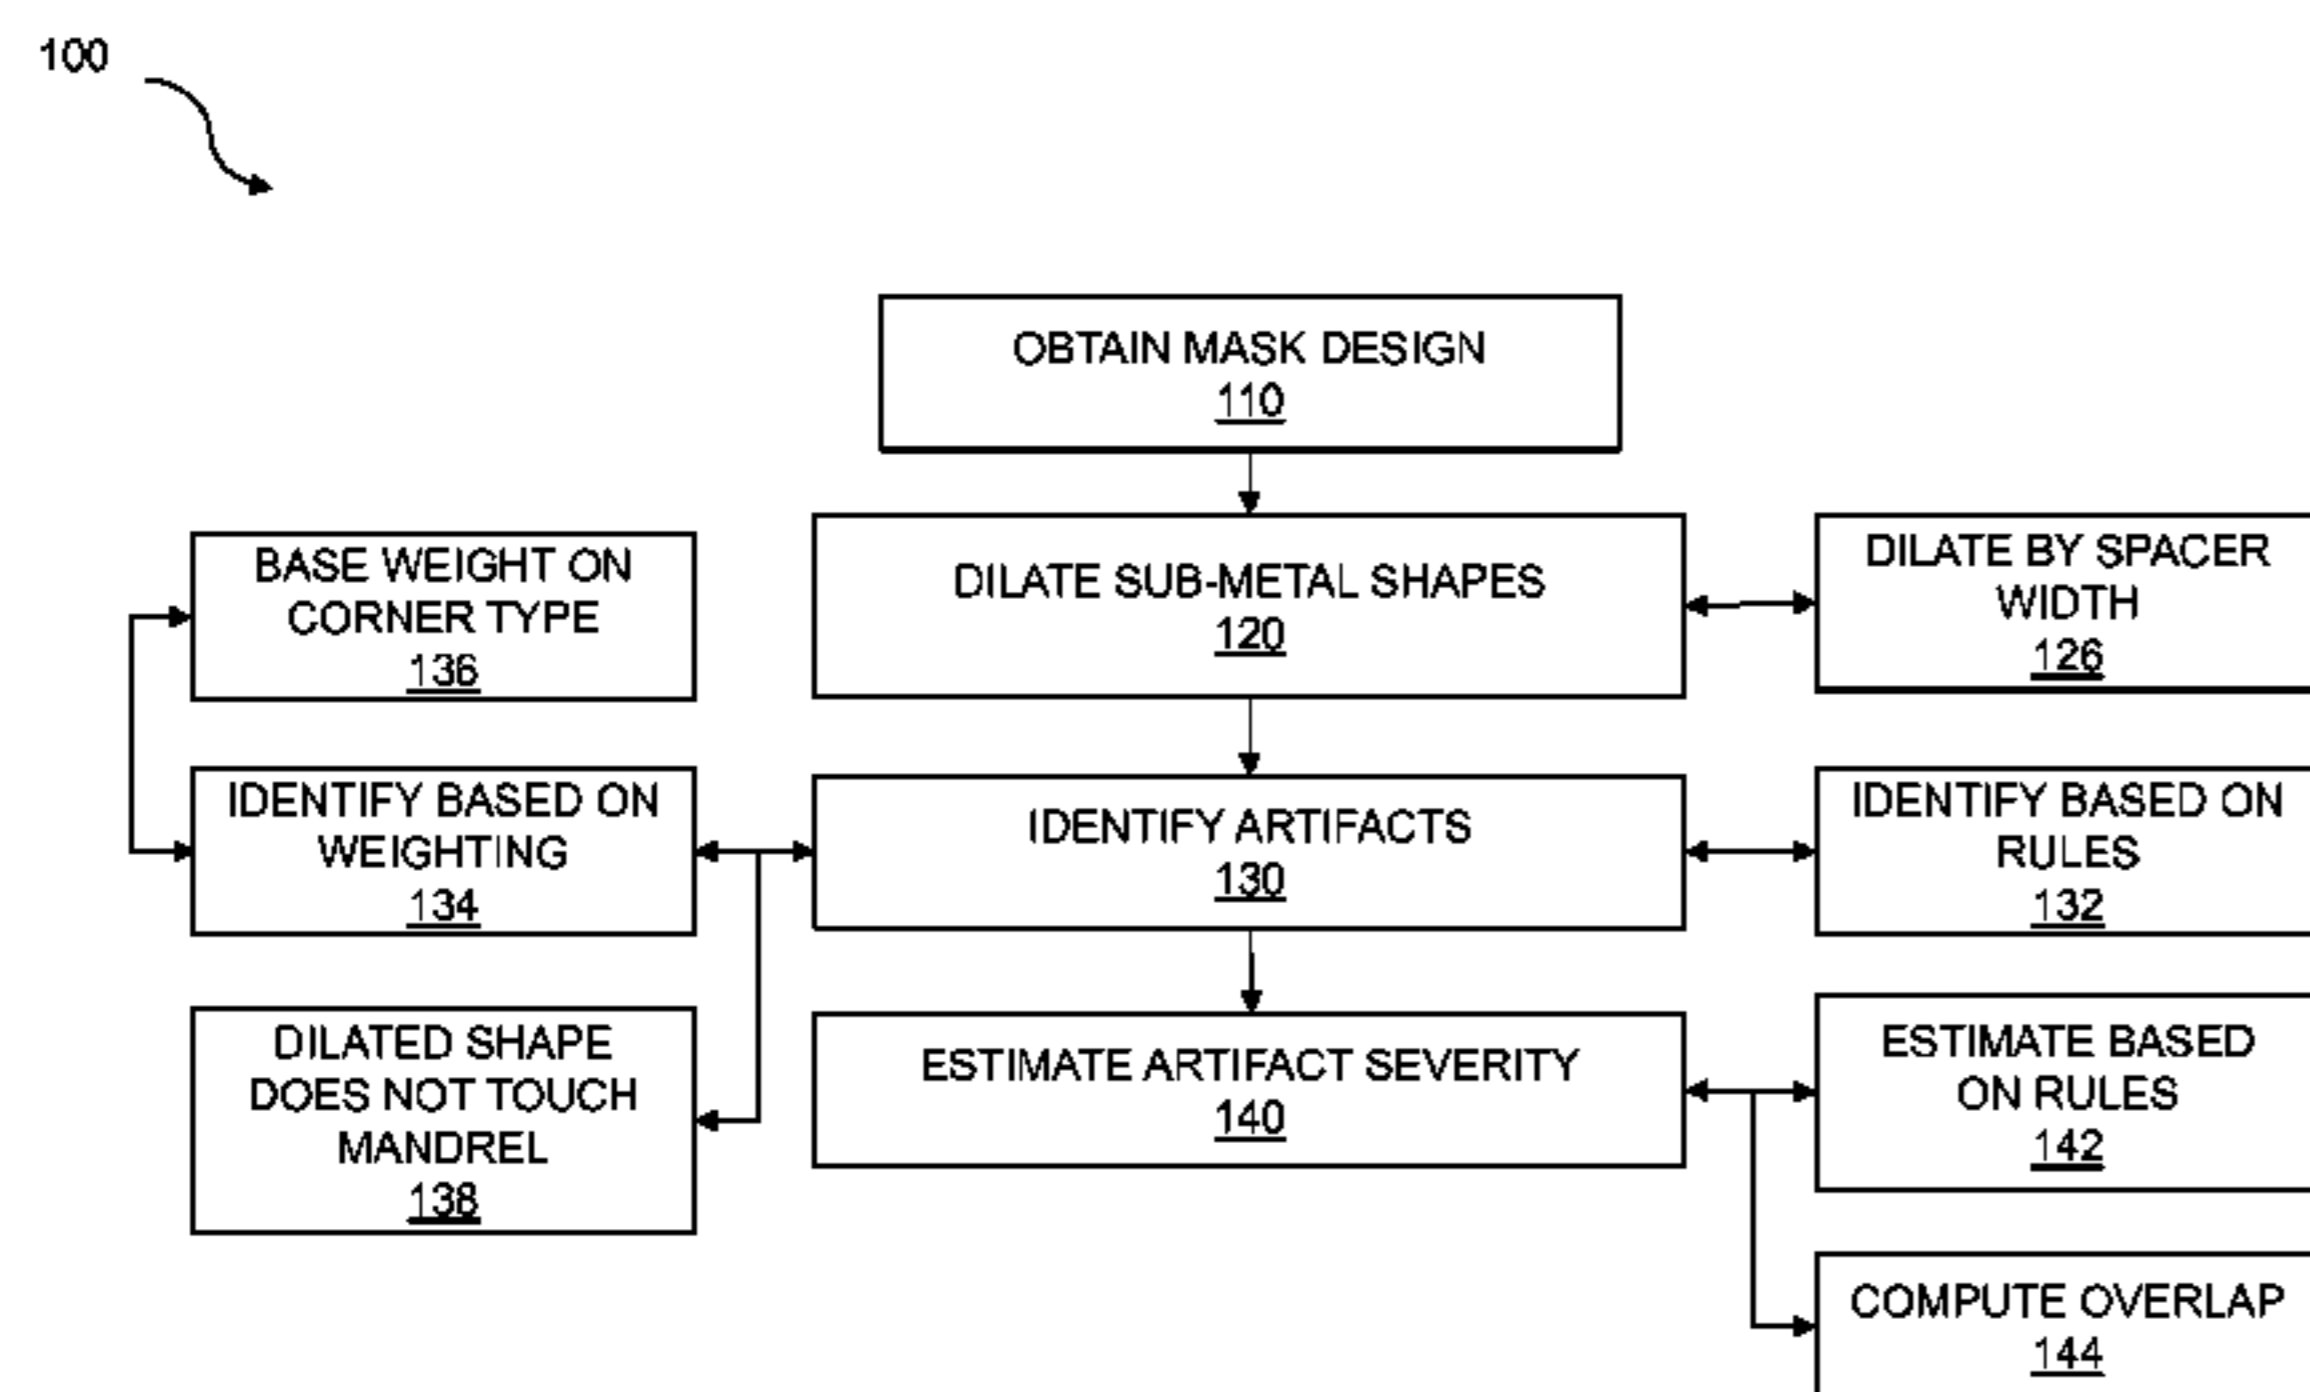 100
OBTAIN MASK DESIGN
110
BASE WEIGHT ON
CORNER TYPE
136
DILATE SUB-METAL SHAPES
120
DILATE BY SPACER
WIDTH
126
IDENTIFY BASED ON
WEIGHTING
134
IDENTIFY ARTIFACTS
130
IDENTIFY BASED ON
RULES
132
DILATED SHAPE
DOES NOT TOUCH
MANDREL
138
ESTIMATE ARTIFACT SEVERITY
140
ESTIMATE BASED
ON RULES
142
COMPUTE OVERLAP
144